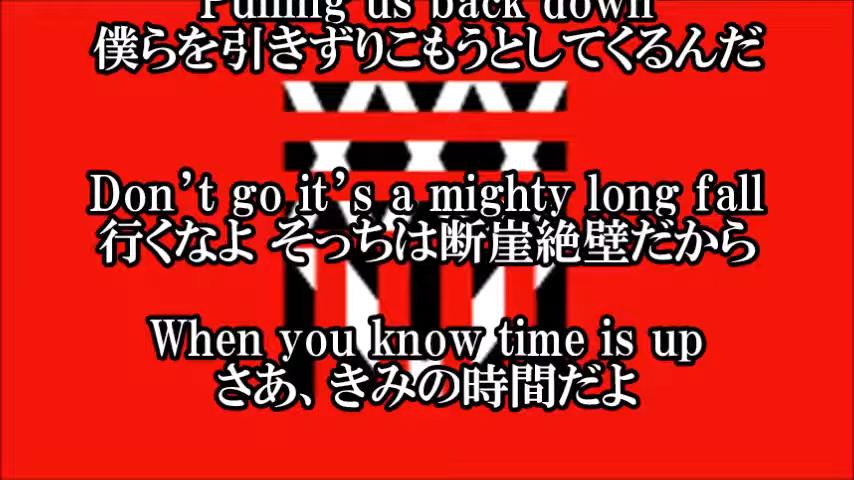 Pulling us back down
僕らを引きずりこもうとしてくるんだ
Don't go it's a mighty long fall
行くなよ そっちは断崖絶壁だから
When you know time is up
さあ、きみの時間だよ